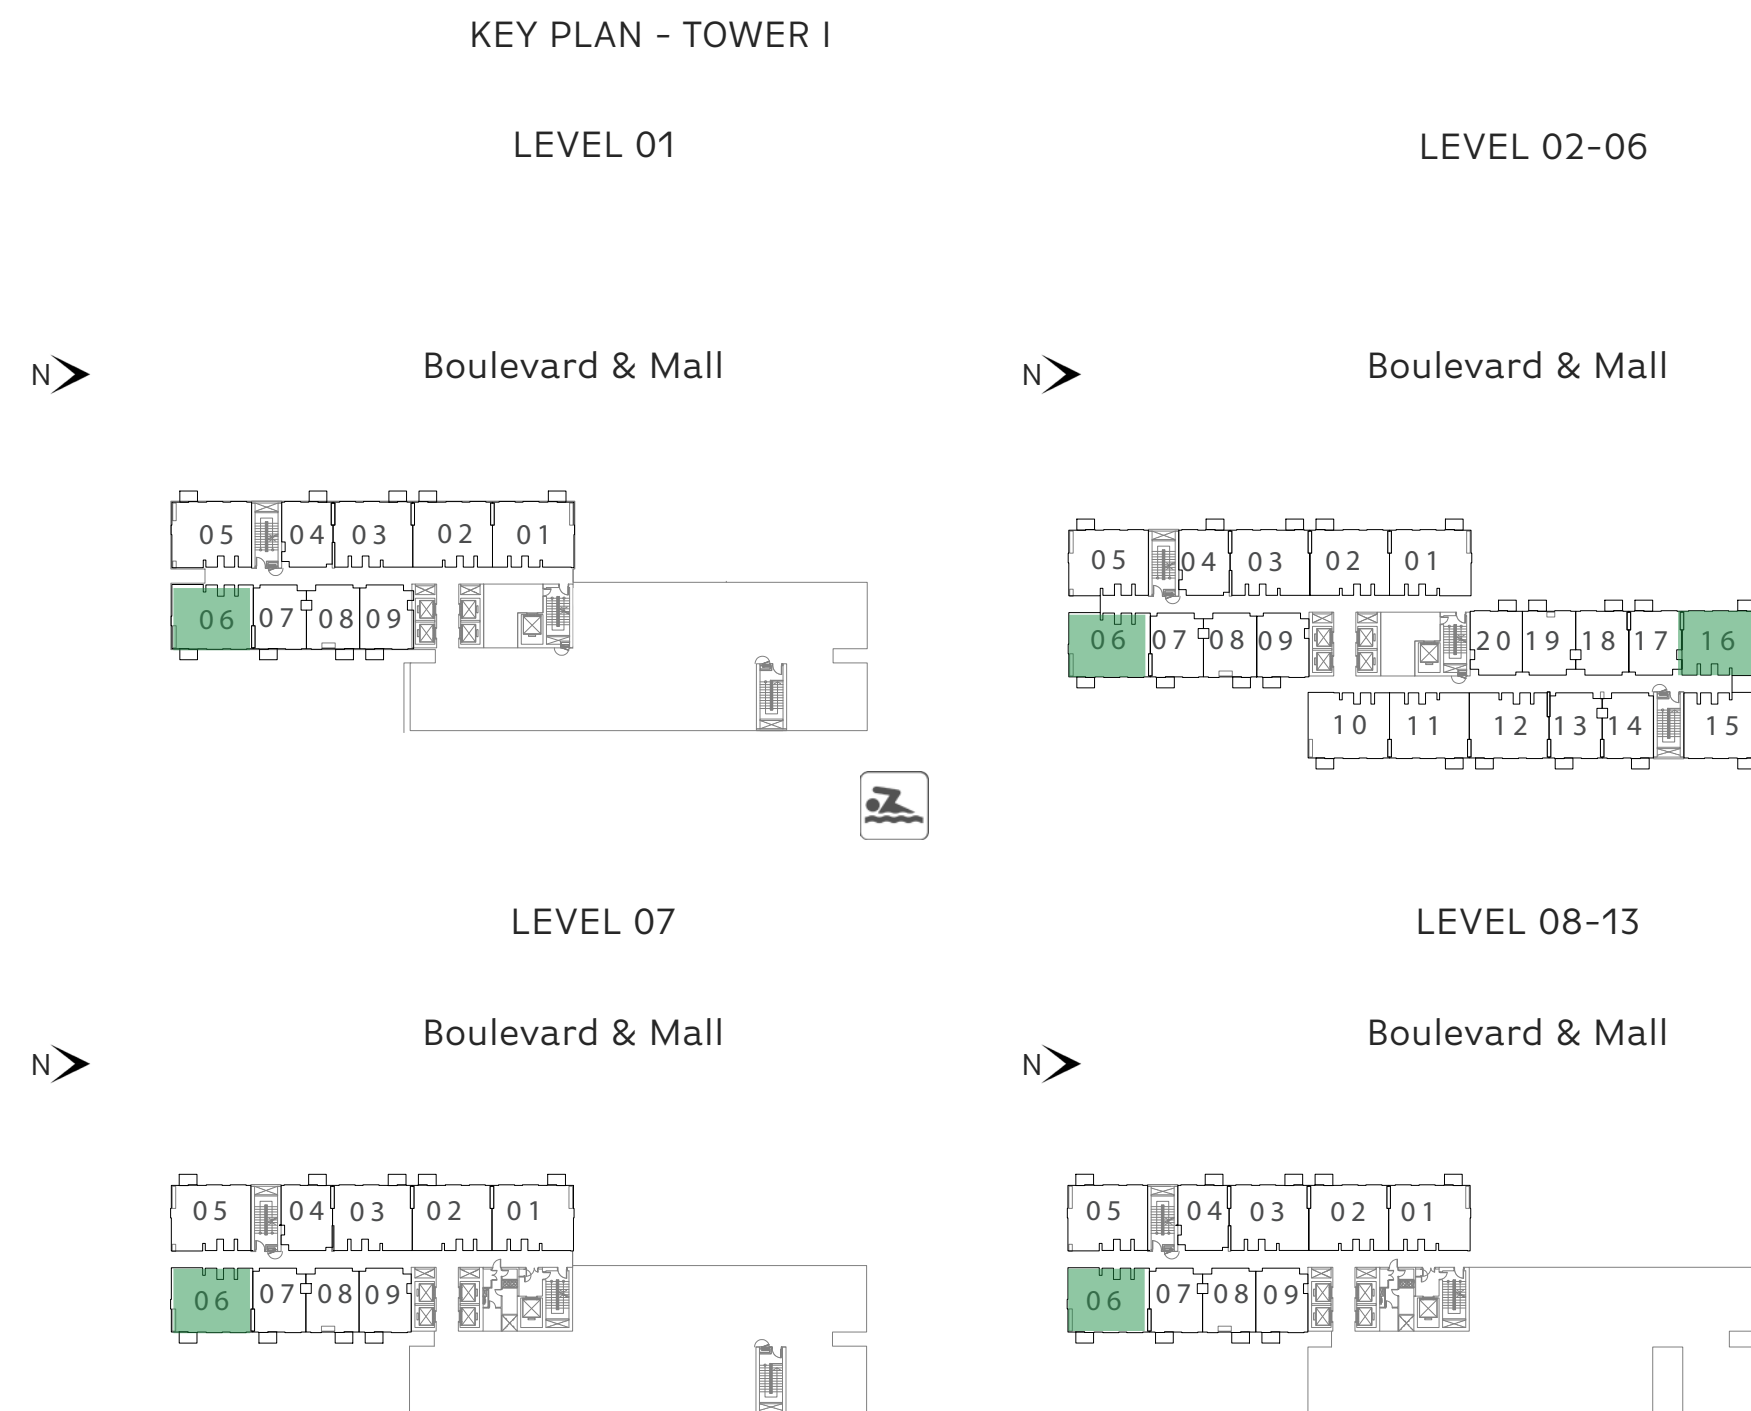 KEY PLAN - TOWER I
LEVEL 01
LEVEL 02-06
N
Boulevard & Mall
N
Boulevard & Mall
05 04 03 02 01
06 07 08 09
05 04 03 02 01
06 07 08 09 20 19 18 17 16
10 11 12 13 14 15
LEVEL 07
LEVEL 08-13
N
Boulevard & Mall
N
Boulevard & Mall
05 04 03 02 01
06 07 08 09
05 04 03 02 01
06 07 08 09